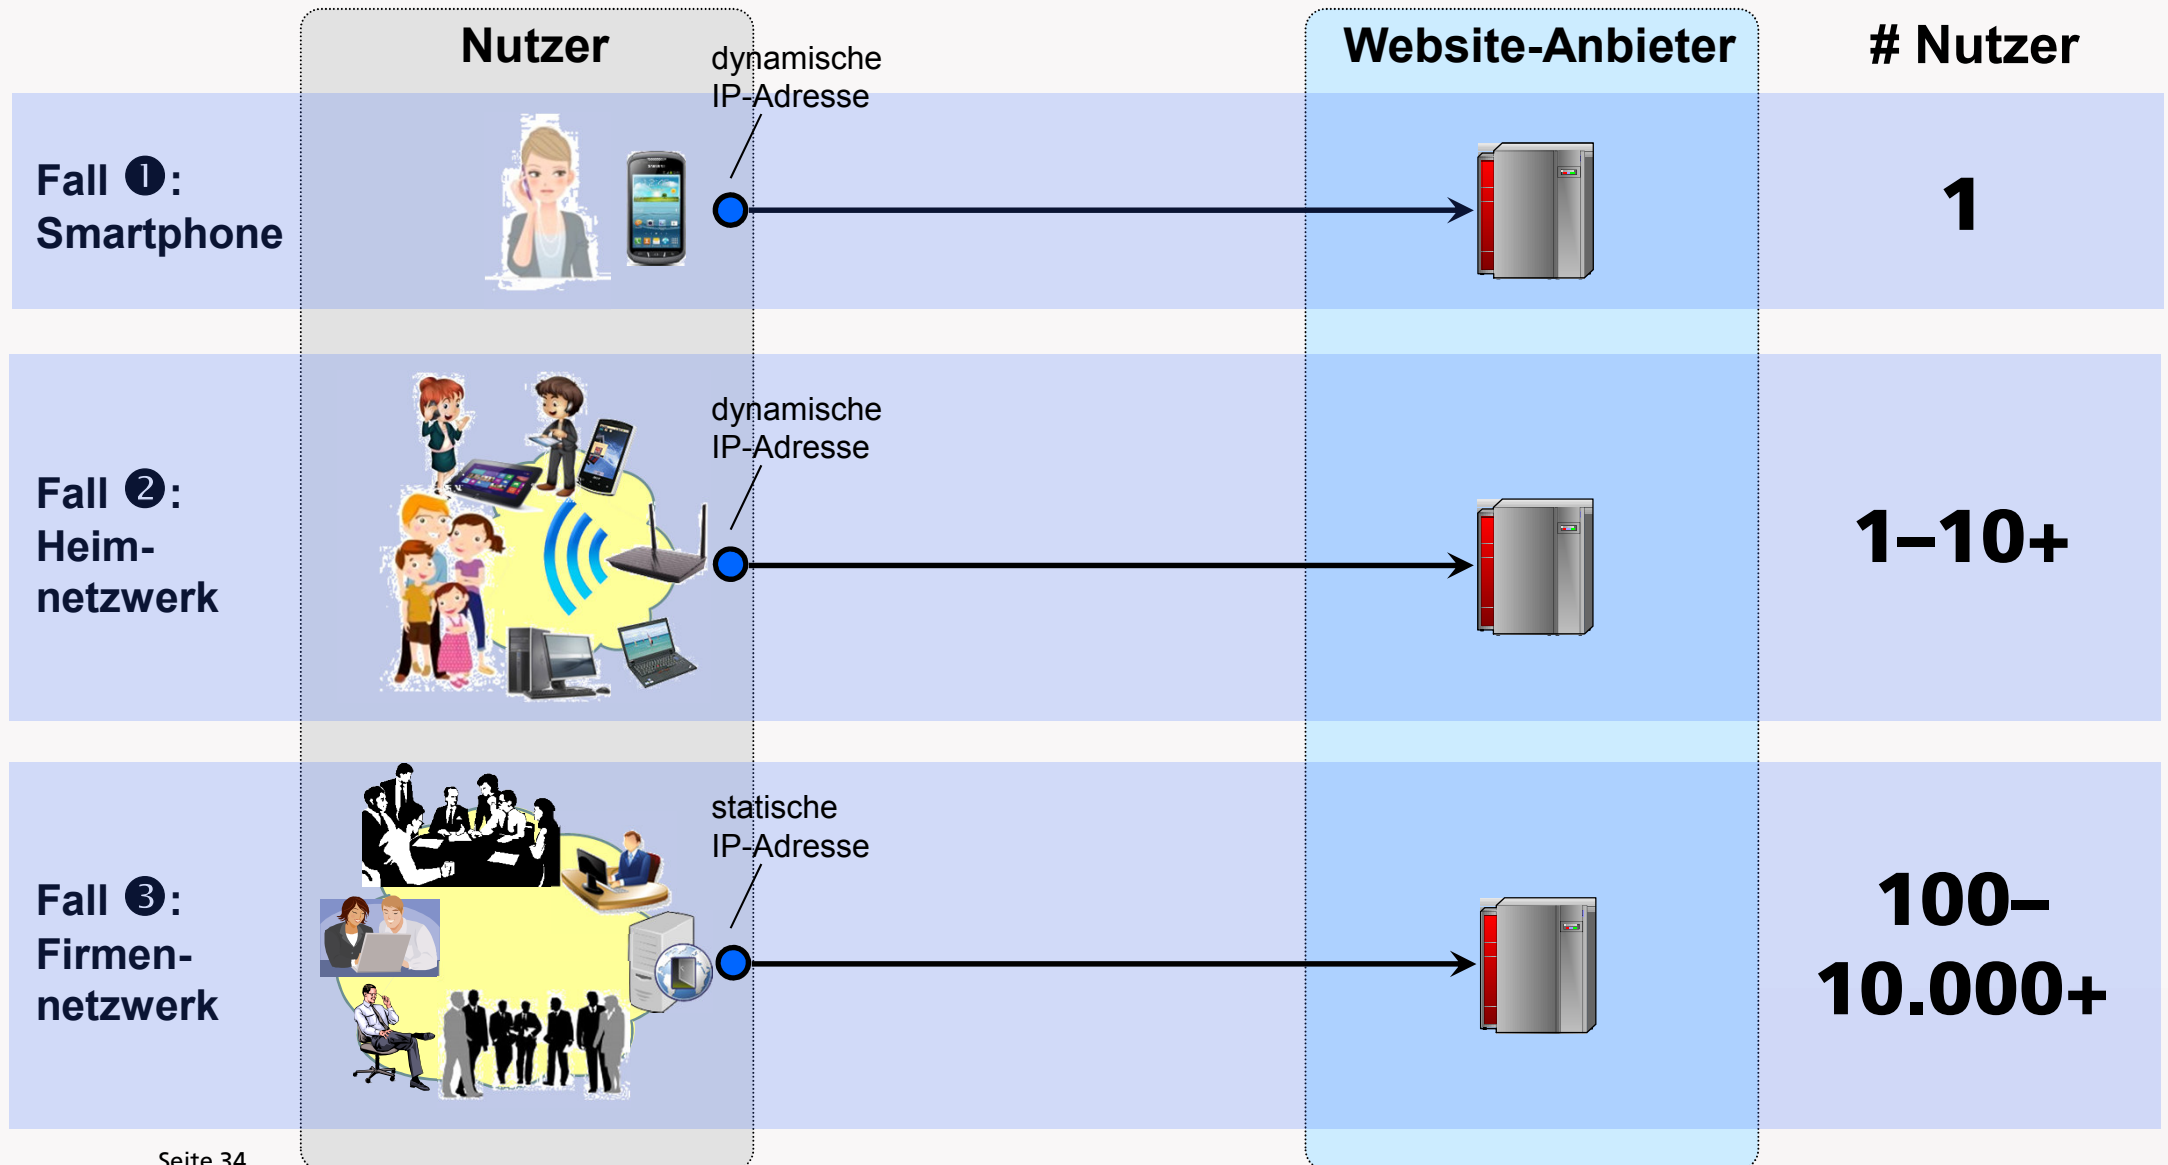 Nutzer
Website-Anbieter
# Nutzer
dynamische
IP-Adresse
Fall ❶:
Smartphone
1
dynamische
IP-Adresse
Fall ❷:
Heim-
netzwerk
1–10+
statische
IP-Adresse
Fall ❸:
Firmen-
netzwerk
100–
10.000+
Seite 34